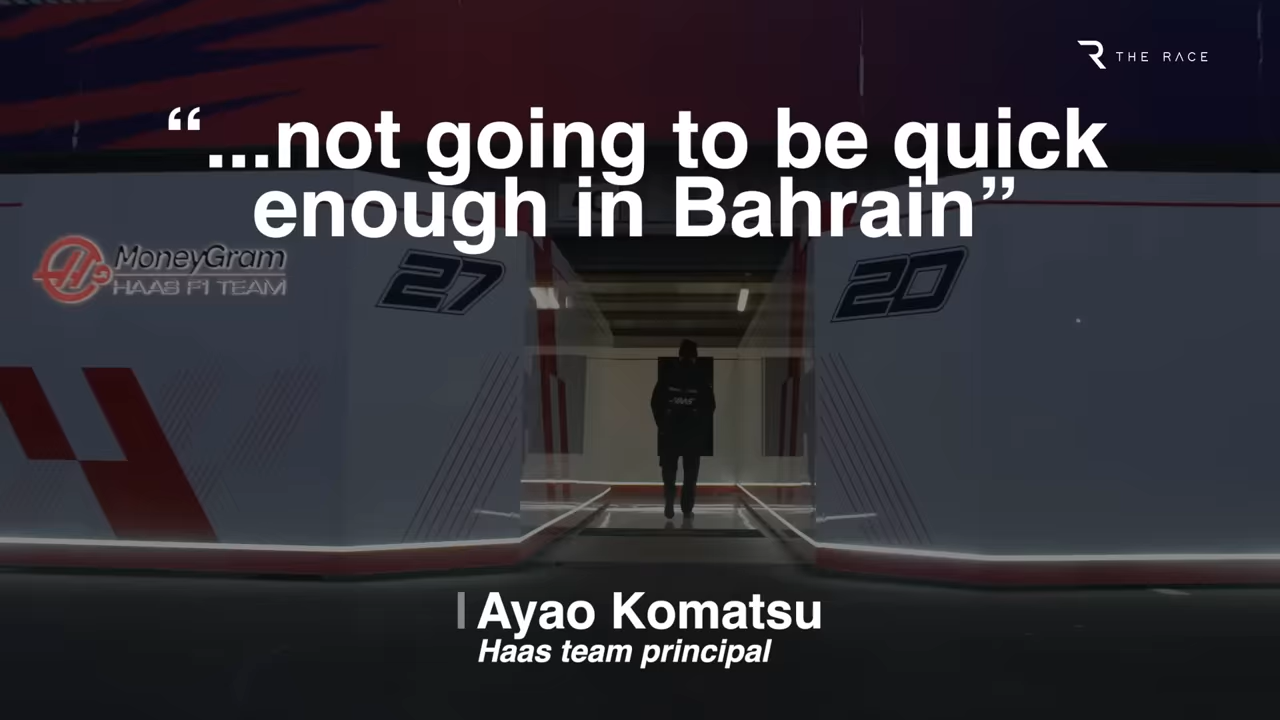 THE RACE
“...not going to be quick
enough in Bahrain”
MoneyGram
HAAS F1 TEAM
27
20
Ayao Komatsu
Haas team principal